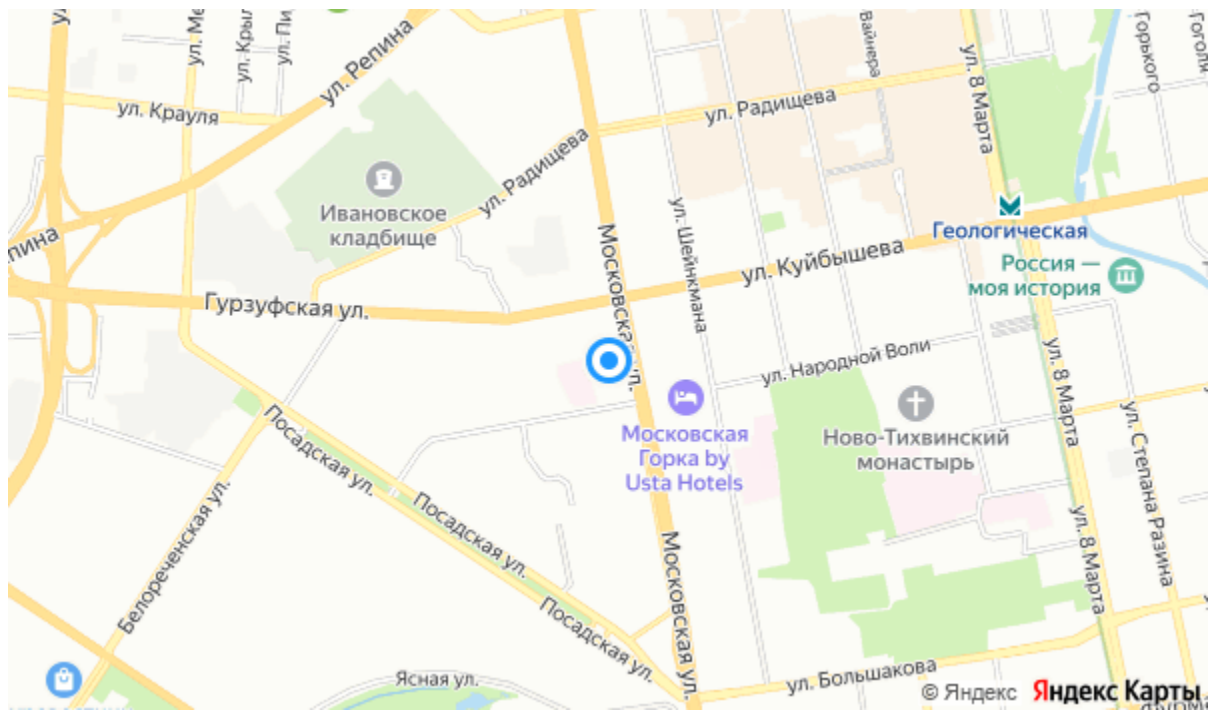 ул. Крауля
ул. Репина
ул. Радищева
Вайнера
ул. 8 Марта
Горького
Гоголя
Ивановское
кладбище
ул. Радищева
ул. Шейнкмана
Геологическая
Россия —
моя история
пина
Гурзуфская ул.
Московская ул.
ул. Куйбышева
ул. Народной Воли
ул. 8 Марта
Московская
Горка by
Usta Hotels
Ново-Тихвинский
монастырь
ул. Степана Разина
Посадская ул.
Посадская ул.
Посадская ул.
Белореченская ул.
Московская ул.
ул. 8 Марта
Ясная ул.
ул. Большакова
© Яндекс Яндекс Карты